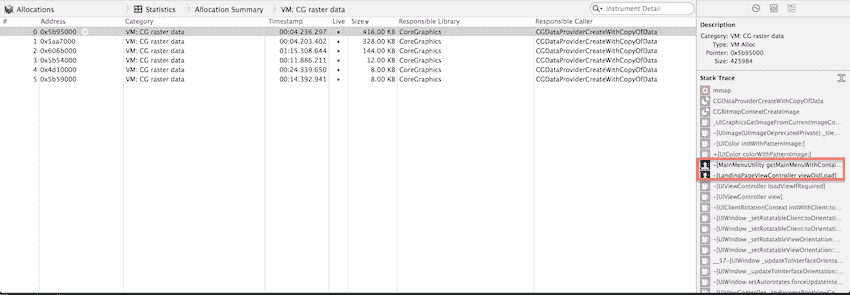 Allocations Statistics Allocation Summary VM: CG raster data Instrument Detail
# Address Category Timestamp Live Size Responsible Library Responsible Caller
0 0x5b95000 VM: CG raster data 00:04.236.297 • 416.00 KB CoreGraphics CGDataProviderCreateWithCopyOfData
1 0x5aa7000 VM: CG raster data 00:04.203.402 • 328.00 KB CoreGraphics CGDataProviderCreateWithCopyOfData
2 0x606b000 VM: CG raster data 01:15.308.644 • 144.00 KB CoreGraphics CGDataProviderCreateWithCopyOfData
3 0x5b54000 VM: CG raster data 00:11.886.211 • 12.00 KB CoreGraphics CGDataProviderCreateWithCopyOfData
4 0x4d10000 VM: CG raster data 00:24.339.650 • 8.00 KB CoreGraphics CGDataProviderCreateWithCopyOfData
5 0x5b59000 VM: CG raster data 00:14.392.941 • 8.00 KB CoreGraphics CGDataProviderCreateWithCopyOfData
Description
Category: VM: CG raster data
Type: VM Alloc
Pointer: 0x5b95000
Size: 425984
Stack Trace
mmap
CGDataProviderCreateWithCopyOfData
CGBitmapContextCreateImage
_UIGraphicsGetImageFromCurrentImageCo...
-[UIImage(UIImageDeprecatedPrivate) _tile...
-[UIColor initWithPatternImage:]
+[UIColor colorWithPatternImage:]
-[MainMenuUtility getMainMenuWithContai...
-[LandingPageViewController viewDidLoad]
-[UIViewController loadViewIfRequired]
-[UIViewController view]
-[UIClientRotationContext initWithClient:to...
-[UIWindow _setRotatableClient:toOrientati...
-[UIWindow _setRotatableClient:toOrientati...
-[UIWindow _setRotatableViewOrientation:...
-[UIWindow _setRotatableViewOrientation:...
__57-[UIWindow _updateToInterfaceOrienta...
-[UIWindow _updateToInterfaceOrientation:...
-[UIWindow setAutorotates:forceUpdateInte...